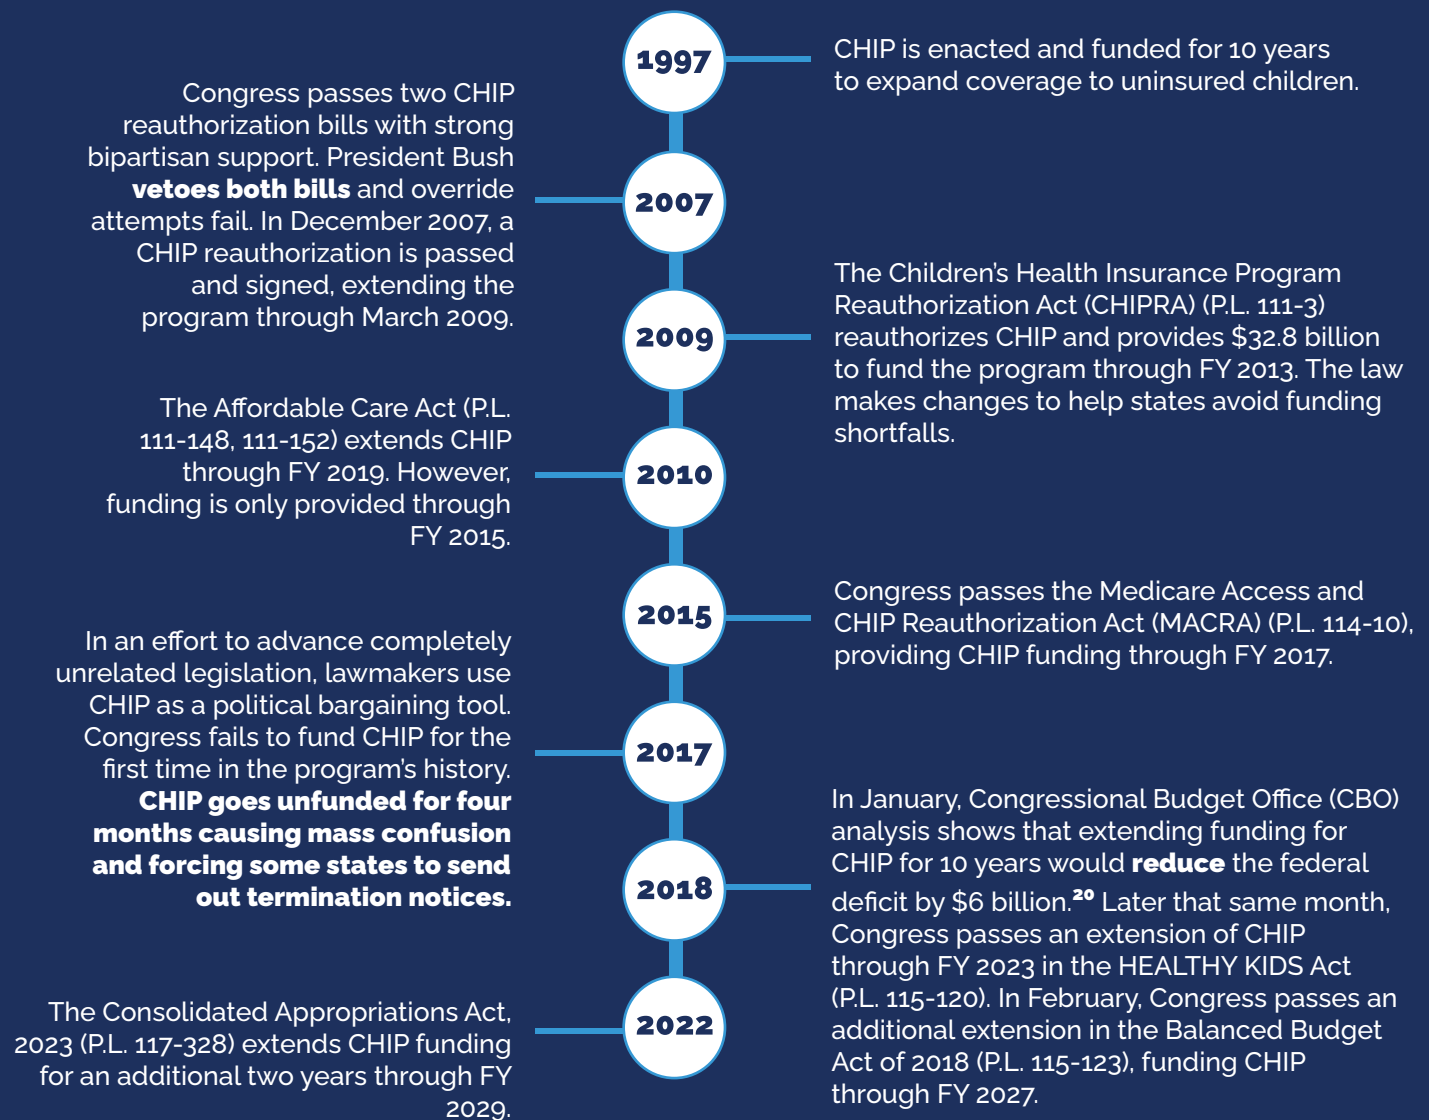 1997
CHIP is enacted and funded for 10 years
to expand coverage to uninsured children.
Congress passes two CHIP
reauthorization bills with strong
bipartisan support. President Bush
vetoes both bills and override
attempts fail. In December 2007, a
CHIP reauthorization is passed
and signed, extending the
program through March 2009.
2007
2009
The Children's Health Insurance Program
Reauthorization Act (CHIPRA) (P.L. 111-3)
reauthorizes CHIP and provides $32.8 billion
to fund the program through FY 2013. The law
makes changes to help states avoid funding
shortfalls.
The Affordable Care Act (P.L.
111-148, 111-152) extends CHIP
through FY 2019. However,
funding is only provided through
FY 2015.
2010
2015
Congress passes the Medicare Access and
CHIP Reauthorization Act (MACRA) (P.L. 114-10),
providing CHIP funding through FY 2017.
In an effort to advance completely
unrelated legislation, lawmakers use
CHIP as a political bargaining tool.
Congress fails to fund CHIP for the
first time in the program's history.
CHIP goes unfunded for four
months causing mass confusion
and forcing some states to send
out termination notices.
2017
2018
In January, Congressional Budget Office (CBO)
analysis shows that extending funding for
CHIP for 10 years would reduce the federal
deficit by $6 billion.20 Later that same month,
Congress passes an extension of CHIP
through FY 2023 in the HEALTHY KIDS Act
(P.L. 115-120). In February, Congress passes an
additional extension in the Balanced Budget
Act of 2018 (P.L. 115-123), funding CHIP
through FY 2027.
The Consolidated Appropriations Act,
2023 (P.L. 117-328) extends CHIP funding
for an additional two years through FY
2029.
2022